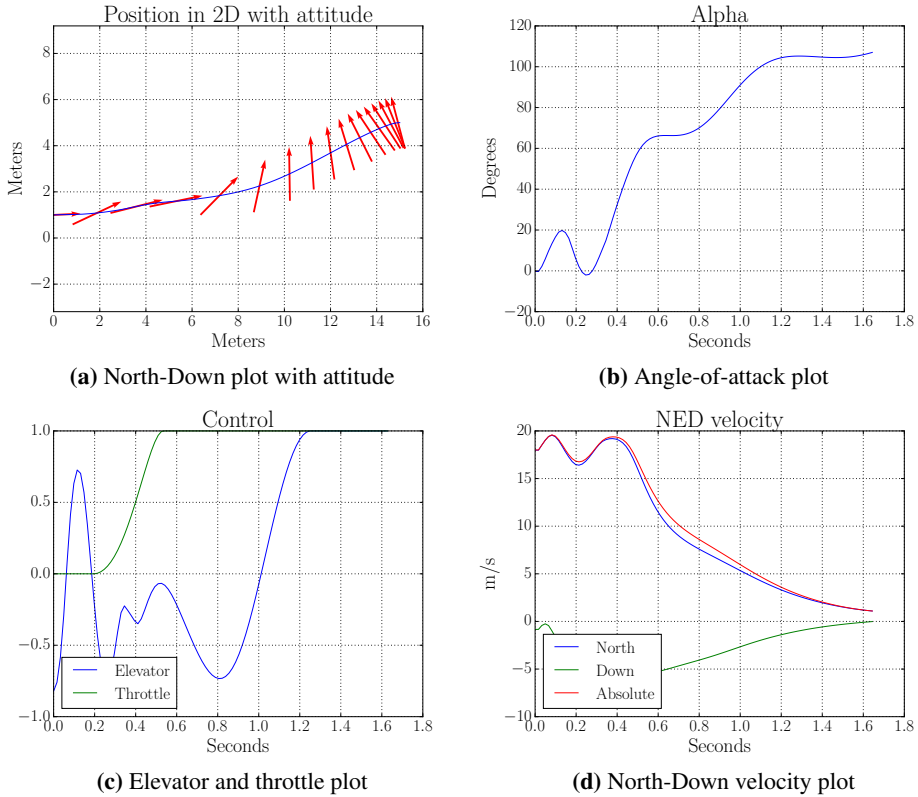 Position in 2D with attitude
8
6
4
2
0
−2
Meters
0 2 4 6 8 10 12 14 16
Meters
(a) North-Down plot with attitude
Alpha
120
100
80
60
40
20
0
−20
Degrees
0.0 0.2 0.4 0.6 0.8 1.0 1.2 1.4 1.6 1.8
Seconds
(b) Angle-of-attack plot
Control
1.0
0.5
0.0
−0.5
−1.0
Elevator
Throttle
0.0 0.2 0.4 0.6 0.8 1.0 1.2 1.4 1.6 1.8
Seconds
(c) Elevator and throttle plot
NED velocity
20
15
10
5
0
−5
−10
m/s
North
Down
Absolute
0.0 0.2 0.4 0.6 0.8 1.0 1.2 1.4 1.6 1.8
Seconds
(d) North-Down velocity plot